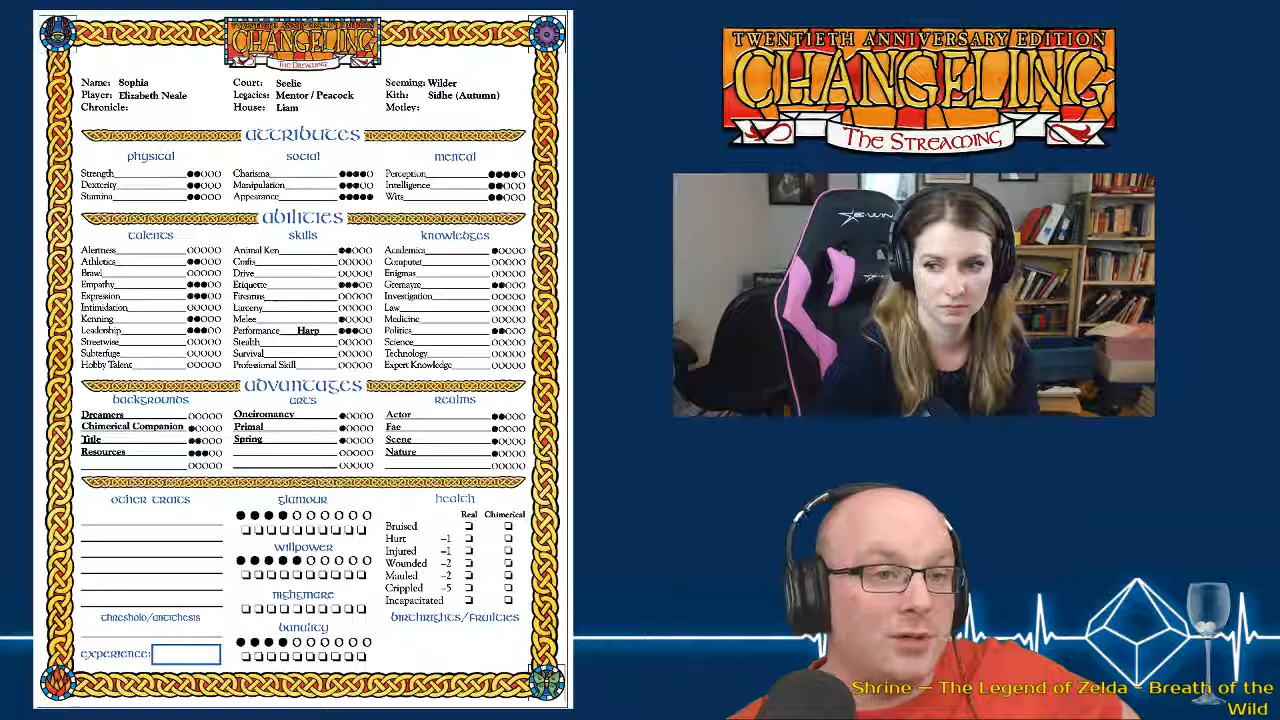 TWENTIETH ANNIVERSARY EDITION
CHANGELING
The Dreaming
Name: Sophia
Player: Elizabeth Neale
Chronicle:
Court: Seelie
Legacies: Mentor / Peacock
House: Liam
Seeming: Wilder
Kith: Sidhe (Autumn)
Motley:
attributes
physical
social
mental
Strength
Dexterity
Stamina
Charisma
Manipulation
Appearance
Perception
Intelligence
Wits
abilities
talents
skills
knowledges
Alertness
Athletics
Brawl
Empathy
Expression
Intimidation
Kenning
Leadership
Streetwise
Subterfuge
Hobby Talent
Animal Ken
Crafts
Drive
Etiquette
Firearms
Larceny
Melee
Performance Harp
Stealth
Survival
Professional Skill
Academics
Computer
Enigmas
Gremayre
Investigation
Law
Medicine
Politics
Science
Technology
Expert Knowledge
advantages
backgrounds
arts
realms
Dreamers
Chimerical Companion
Title
Resources
Oneiromancy
Primal
Spring
Actor
Fae
Scene
Nature
other traits
threshold/antithesis
experience:
glamour
willpower
nightmare
banality
health
Real Chimerical
Bruised
Hurt -1
Injured -1
Wounded -2
Mauled -2
Crippled -5
Incapacitated
birthrights/frailties
TWENTIETH ANNIVERSARY EDITION
CHANGELING
The Streaming
E-WIN
Shrine — The Legend of Zelda - Breath of the
Wild